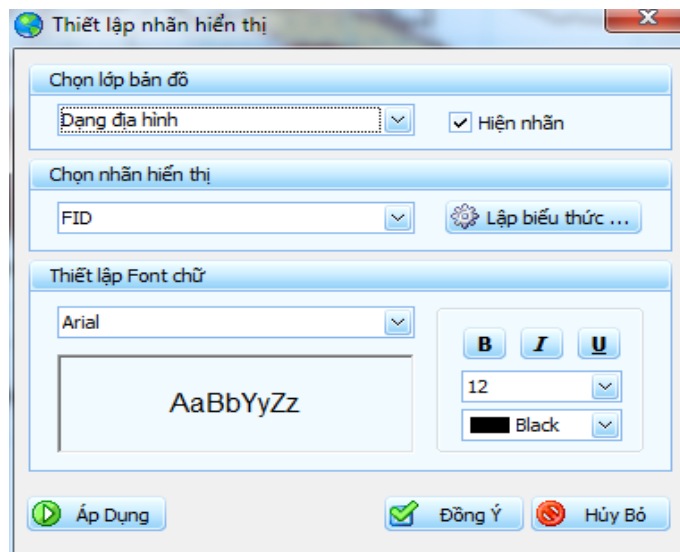 Thiết lập nhãn hiển thị
Chọn lớp bản đồ
Dạng địa hình
Hiện nhãn
Chọn nhãn hiển thị
FID
Lập biểu thức ...
Thiết lập Font chữ
Arial
B I U
12
AaBbYyZz
Black
Áp Dụng
Đồng Ý
Hủy Bỏ